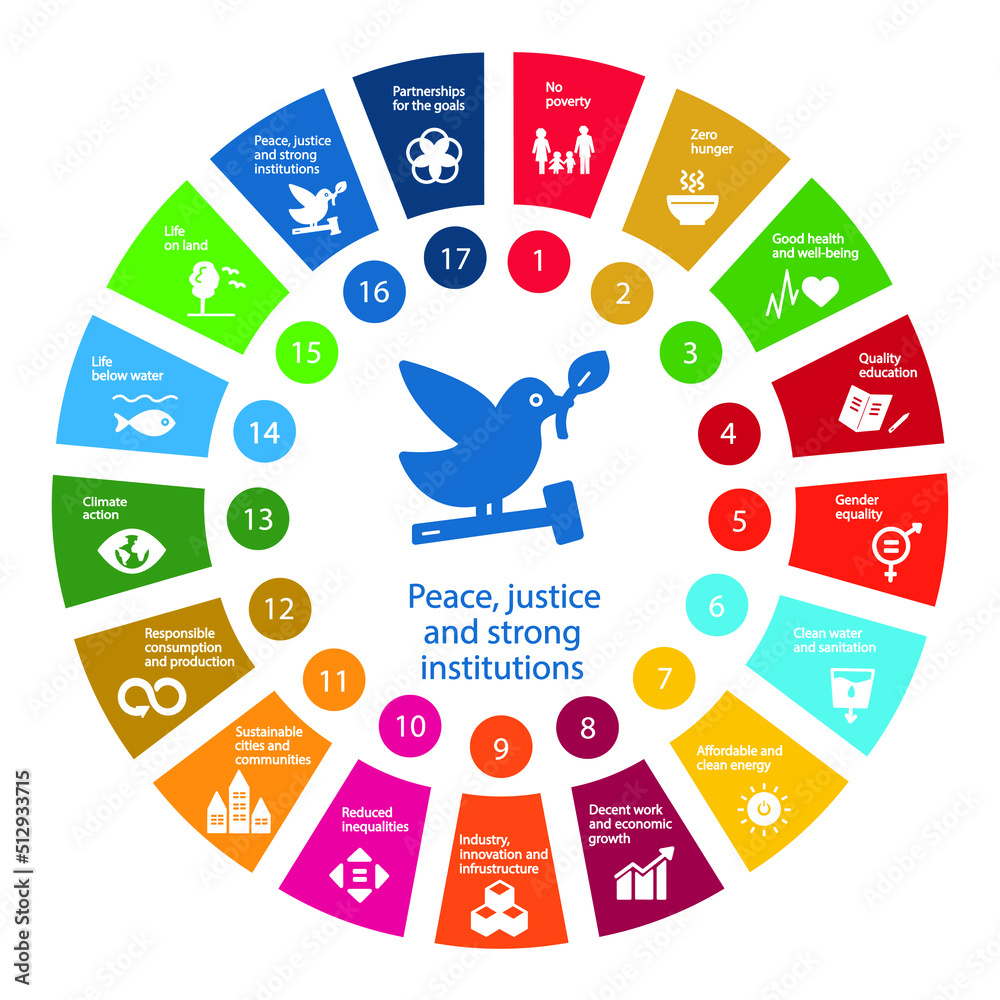 Partnerships
for the goals
No
poverty
Zero
hunger
Good health
and well-being
Quality
education
Gender
equality
Clean water
and sanitation
Affordable and
clean energy
Decent work
and economic
growth
Industry,
innovation and
infrustructure
Reduced
inequalities
Sustainable
cities and
communities
Responsible
consumption
and production
Climate
action
Life
below water
Life
on land
Peace, justice
and strong
institutions
1
2
3
4
5
6
7
8
9
10
11
12
13
14
15
16
17
Peace, justice
and strong
institutions
Adobe Stock | #512933715
Adobe Stock